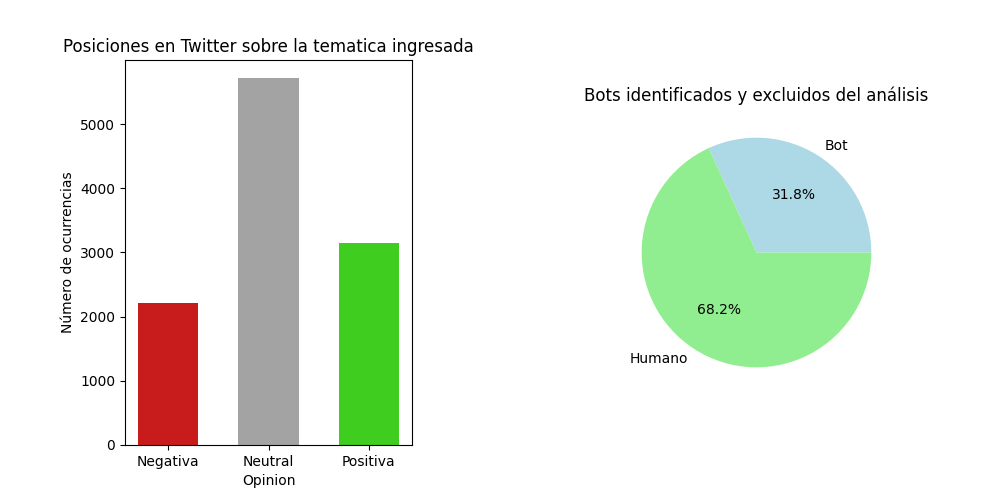 Posiciones en Twitter sobre la tematica ingresada
Número de ocurrencias
5000
4000
3000
2000
1000
0
Negativa
Neutral
Positiva
Opinion
Bots identificados y excluidos del análisis
Bot
31.8%
68.2%
Humano